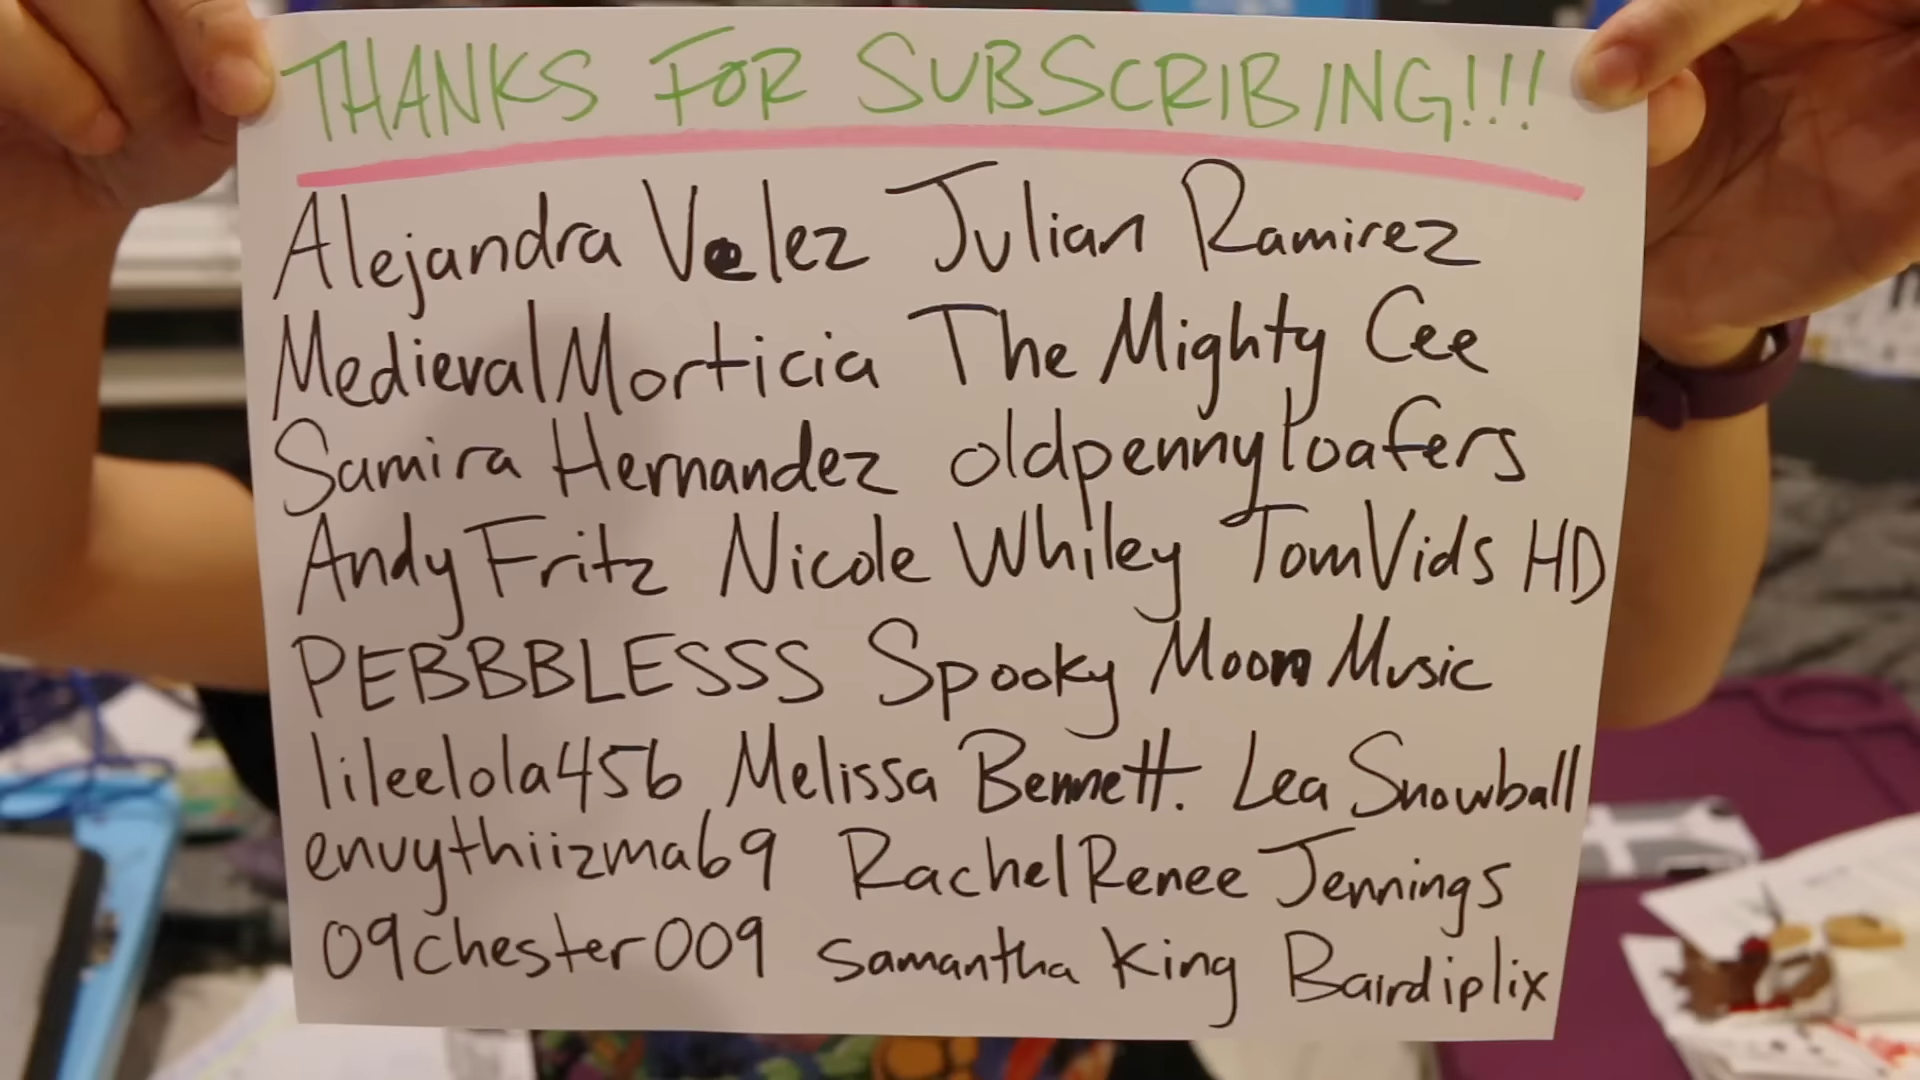 THANKS FOR SUBSCRIBING!!!
Alejandra Velez Julian Ramirez
MedievalMorticia The Mighty Cee
Samira Hernandez oldpennyloafers
Andy Fritz Nicole Whiley TomVids HD
PEBBBLESSS Spooky Moon Music
lileelola456 Melissa Bennett. Lea Snowball
envythiizma69 RachelRenee Jennings
09chester009 Samantha King Bairdiplix